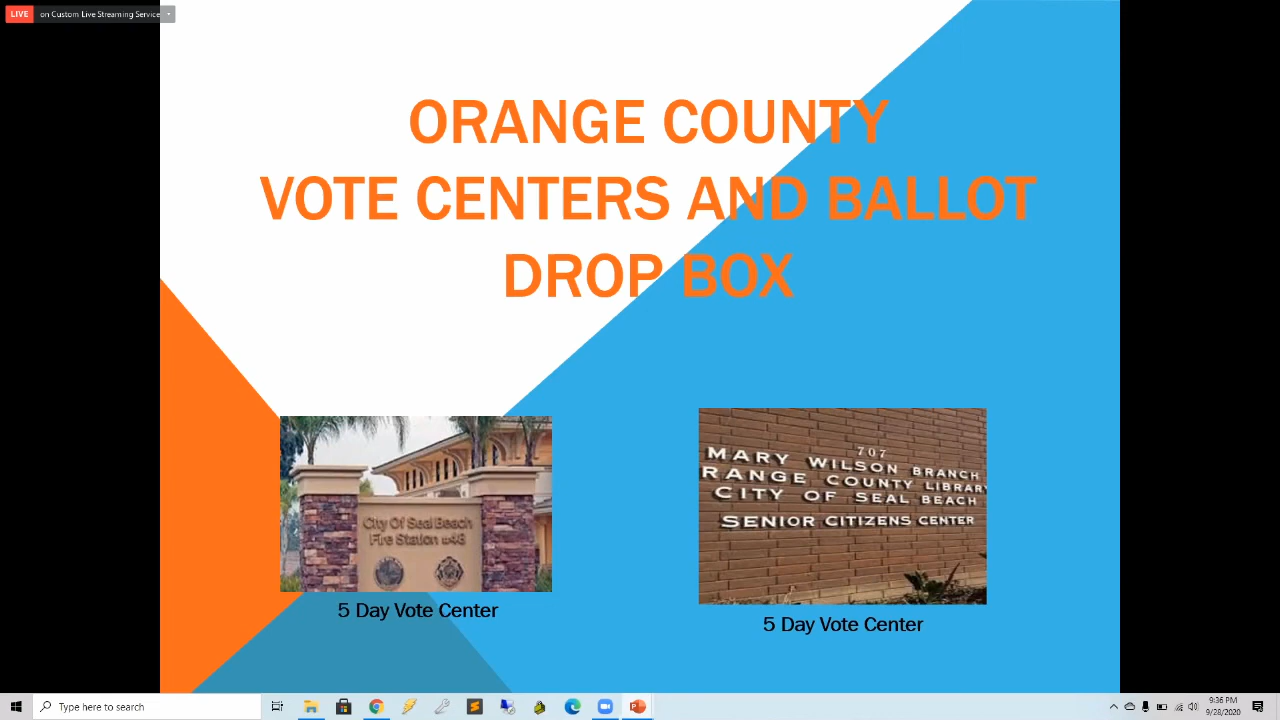 LIVE on Custom Live Streaming Service
ORANGE COUNTY
VOTE CENTERS AND BALLOT
DROP BOX
City Of Seal Beach
Fire Station #48
5 Day Vote Center
707
MARY WILSON BRANCH
RANGE COUNTY LIBRARY
CITY OF SEAL BEACH
SENIOR CITIZENS CENTER
5 Day Vote Center
Type here to search
9:36 PM
9/28/2020